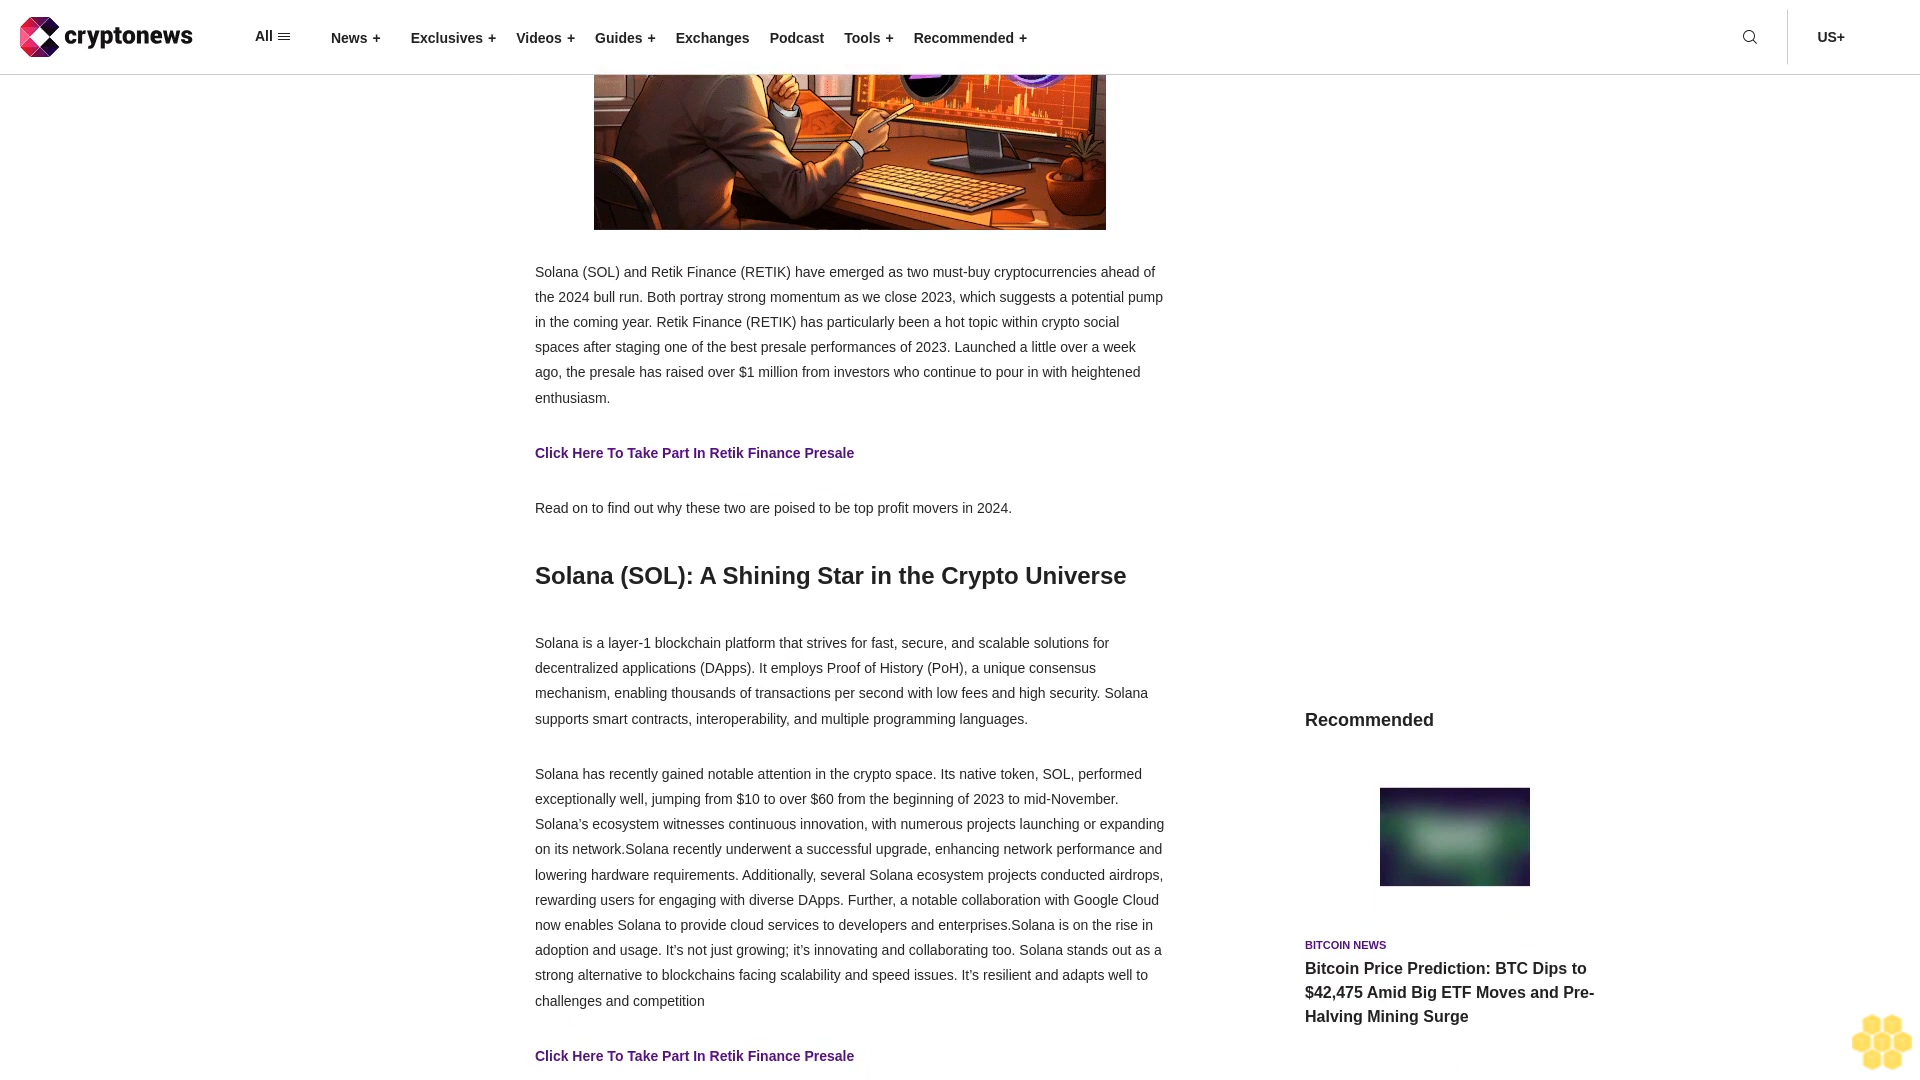 cryptonews
All
News +
Exclusives +
Videos +
Guides +
Exchanges
Podcast
Tools +
Recommended +
US+
Solana (SOL) and Retik Finance (RETIK) have emerged as two must-buy cryptocurrencies ahead of
the 2024 bull run. Both portray strong momentum as we close 2023, which suggests a potential pump
in the coming year. Retik Finance (RETIK) has particularly been a hot topic within crypto social
spaces after staging one of the best presale performances of 2023. Launched a little over a week
ago, the presale has raised over $1 million from investors who continue to pour in with heightened
enthusiasm.
Click Here To Take Part In Retik Finance Presale
Read on to find out why these two are poised to be top profit movers in 2024.
Solana (SOL): A Shining Star in the Crypto Universe
Solana is a layer-1 blockchain platform that strives for fast, secure, and scalable solutions for
decentralized applications (DApps). It employs Proof of History (PoH), a unique consensus
mechanism, enabling thousands of transactions per second with low fees and high security. Solana
supports smart contracts, interoperability, and multiple programming languages.
Solana has recently gained notable attention in the crypto space. Its native token, SOL, performed
exceptionally well, jumping from $10 to over $60 from the beginning of 2023 to mid-November.
Solana’s ecosystem witnesses continuous innovation, with numerous projects launching or expanding
on its network.Solana recently underwent a successful upgrade, enhancing network performance and
lowering hardware requirements. Additionally, several Solana ecosystem projects conducted airdrops,
rewarding users for engaging with diverse DApps. Further, a notable collaboration with Google Cloud
now enables Solana to provide cloud services to developers and enterprises.Solana is on the rise in
adoption and usage. It’s not just growing; it’s innovating and collaborating too. Solana stands out as a
strong alternative to blockchains facing scalability and speed issues. It’s resilient and adapts well to
challenges and competition
Click Here To Take Part In Retik Finance Presale
Recommended
BITCOIN NEWS
Bitcoin Price Prediction: BTC Dips to
$42,475 Amid Big ETF Moves and Pre-
Halving Mining Surge